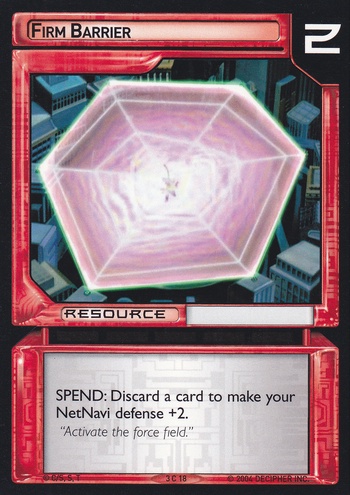 FIRM BARRIER
2
RESOURCE
SPEND: Discard a card to make your
NetNavi defense +2.
"Activate the force field."
© C/S, S, T
3 C 18
© 2004 DECIPHER INC.